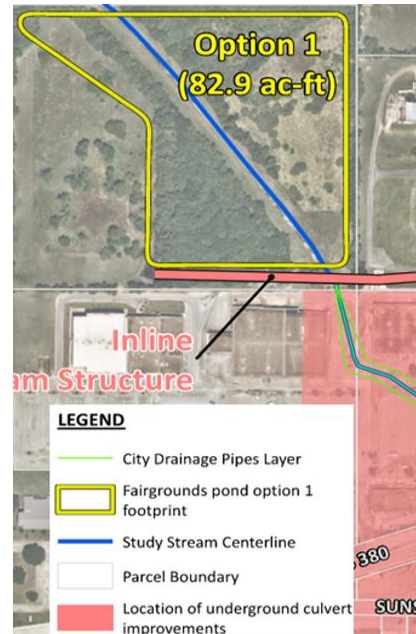 Option 1
(82.9 ac-ft)
Inline
am Structure
LEGEND
City Drainage Pipes Layer
Fairgrounds pond option 1
footprint
Study Stream Centerline
Parcel Boundary
Location of underground culvert
improvements
380
SUNS